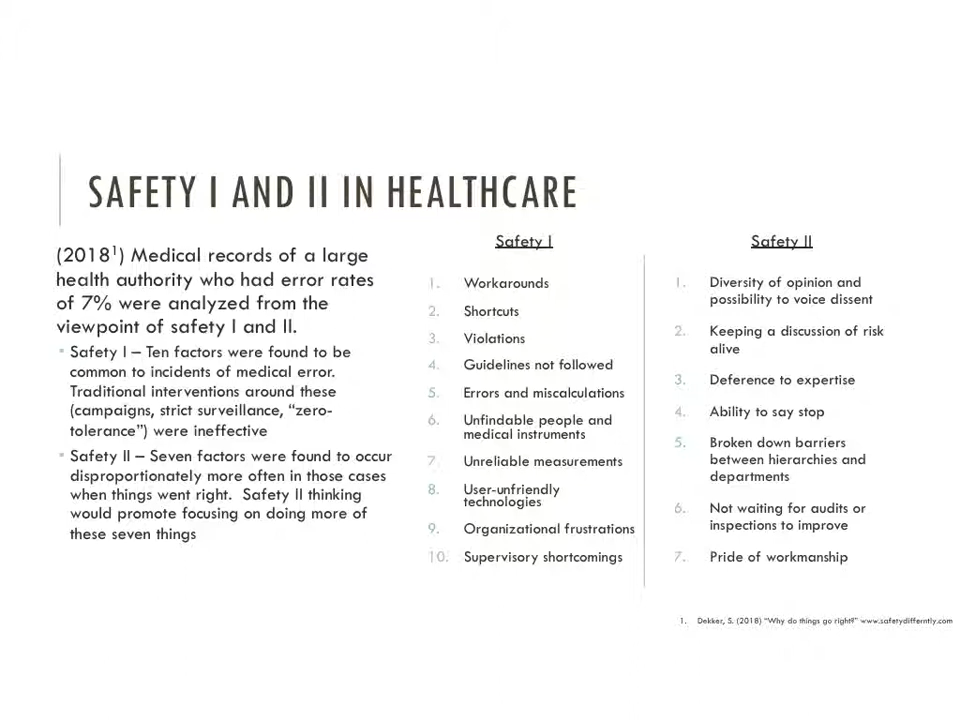 SAFETY I AND II IN HEALTHCARE
(2018¹) Medical records of a large
health authority who had error rates
of 7% were analyzed from the
viewpoint of safety I and II.
Safety I – Ten factors were found to be
common to incidents of medical error.
Traditional interventions around these
(campaigns, strict surveillance, “zero-
tolerance”) were ineffective
Safety II – Seven factors were found to occur
disproportionately more often in those cases
when things went right. Safety II thinking
would promote focusing on doing more of
these seven things
Safety I
1. Workarounds
2. Shortcuts
3. Violations
4. Guidelines not followed
5. Errors and miscalculations
6. Unfindable people and
medical instruments
7. Unreliable measurements
8. User-unfriendly
technologies
9. Organizational frustrations
10. Supervisory shortcomings
Safety II
1. Diversity of opinion and
possibility to voice dissent
2. Keeping a discussion of risk
alive
3. Deference to expertise
4. Ability to say stop
5. Broken down barriers
between hierarchies and
departments
6. Not waiting for audits or
inspections to improve
7. Pride of workmanship
1. Dekker, S. (2018) “Why do things go right?” www.safetydifferntly.com